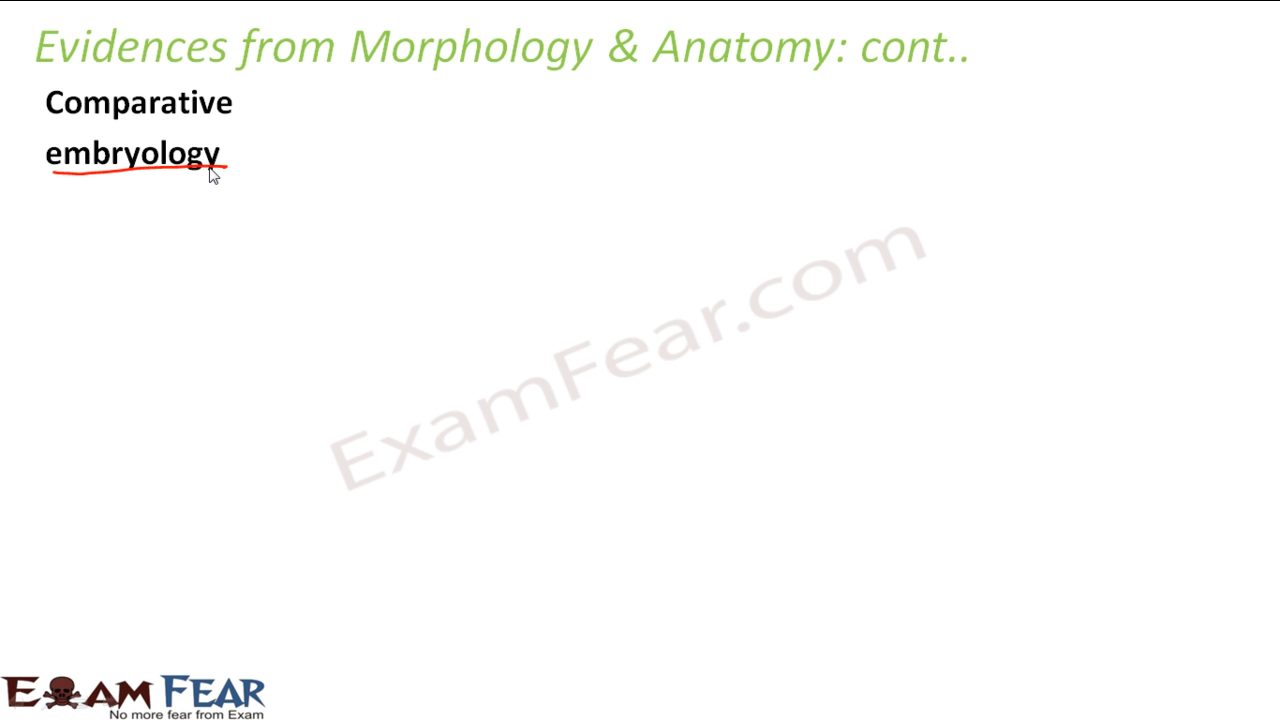 Evidences from Morphology & Anatomy: cont..
Comparative
embryology
ExamFear.com
EXAM FEAR
No more fear from Exam